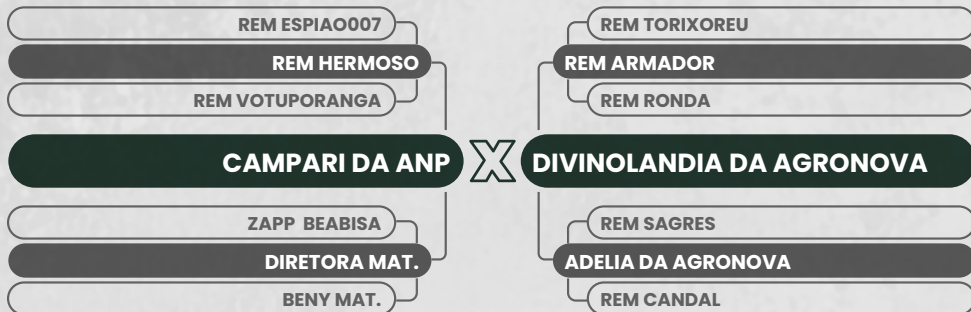 REM ESPIAO007
REM HERMOSO
REM VOTUPORANGA
REM TORIXOREU
REM ARMADOR
REM RONDA
CAMPARI DA ANP X DIVINOLANDIA DA AGRONOVA
ZAPP BEABISA
DIRETORA MAT.
BENY MAT.
REM SAGRES
ADELIA DA AGRONOVA
REM CANDAL